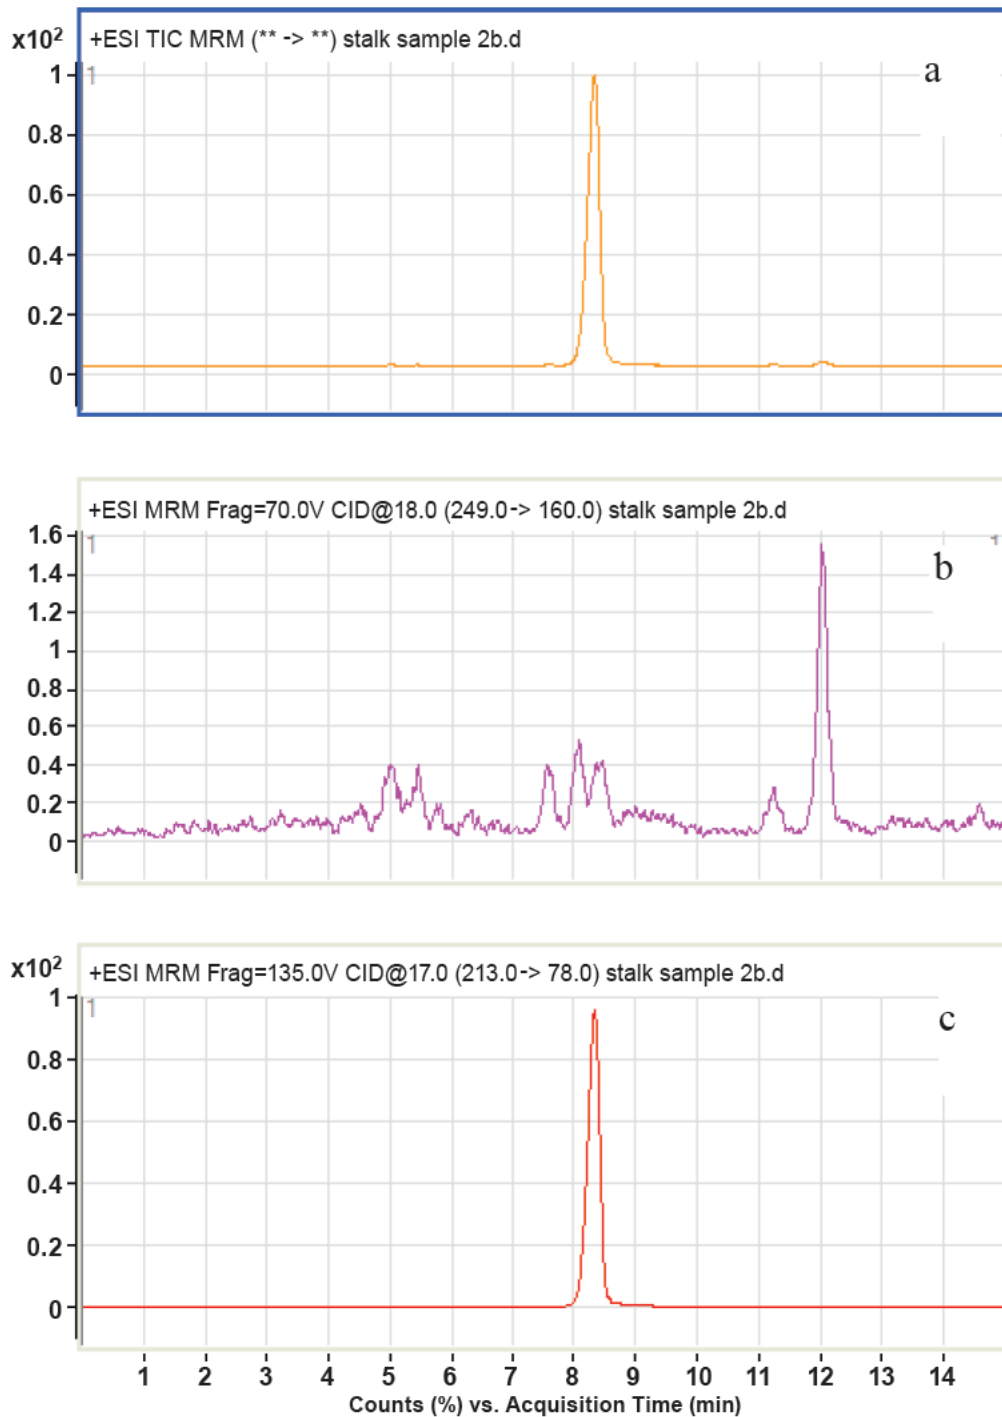 x10²
+ESI TIC MRM (** -> **) stalk sample 2b.d
1
a
1
0.8
0.6
0.4
0.2
0
+ESI MRM Frag=70.0V CID@18.0 (249.0-> 160.0) stalk sample 2b.d
1
1
b
1.6
1.4
1.2
1
0.8
0.6
0.4
0.2
0
x10²
+ESI MRM Frag=135.0V CID@17.0 (213.0-> 78.0) stalk sample 2b.d
1
c
1
0.8
0.6
0.4
0.2
0
1 2 3 4 5 6 7 8 9 10 11 12 13 14
Counts (%) vs. Acquisition Time (min)